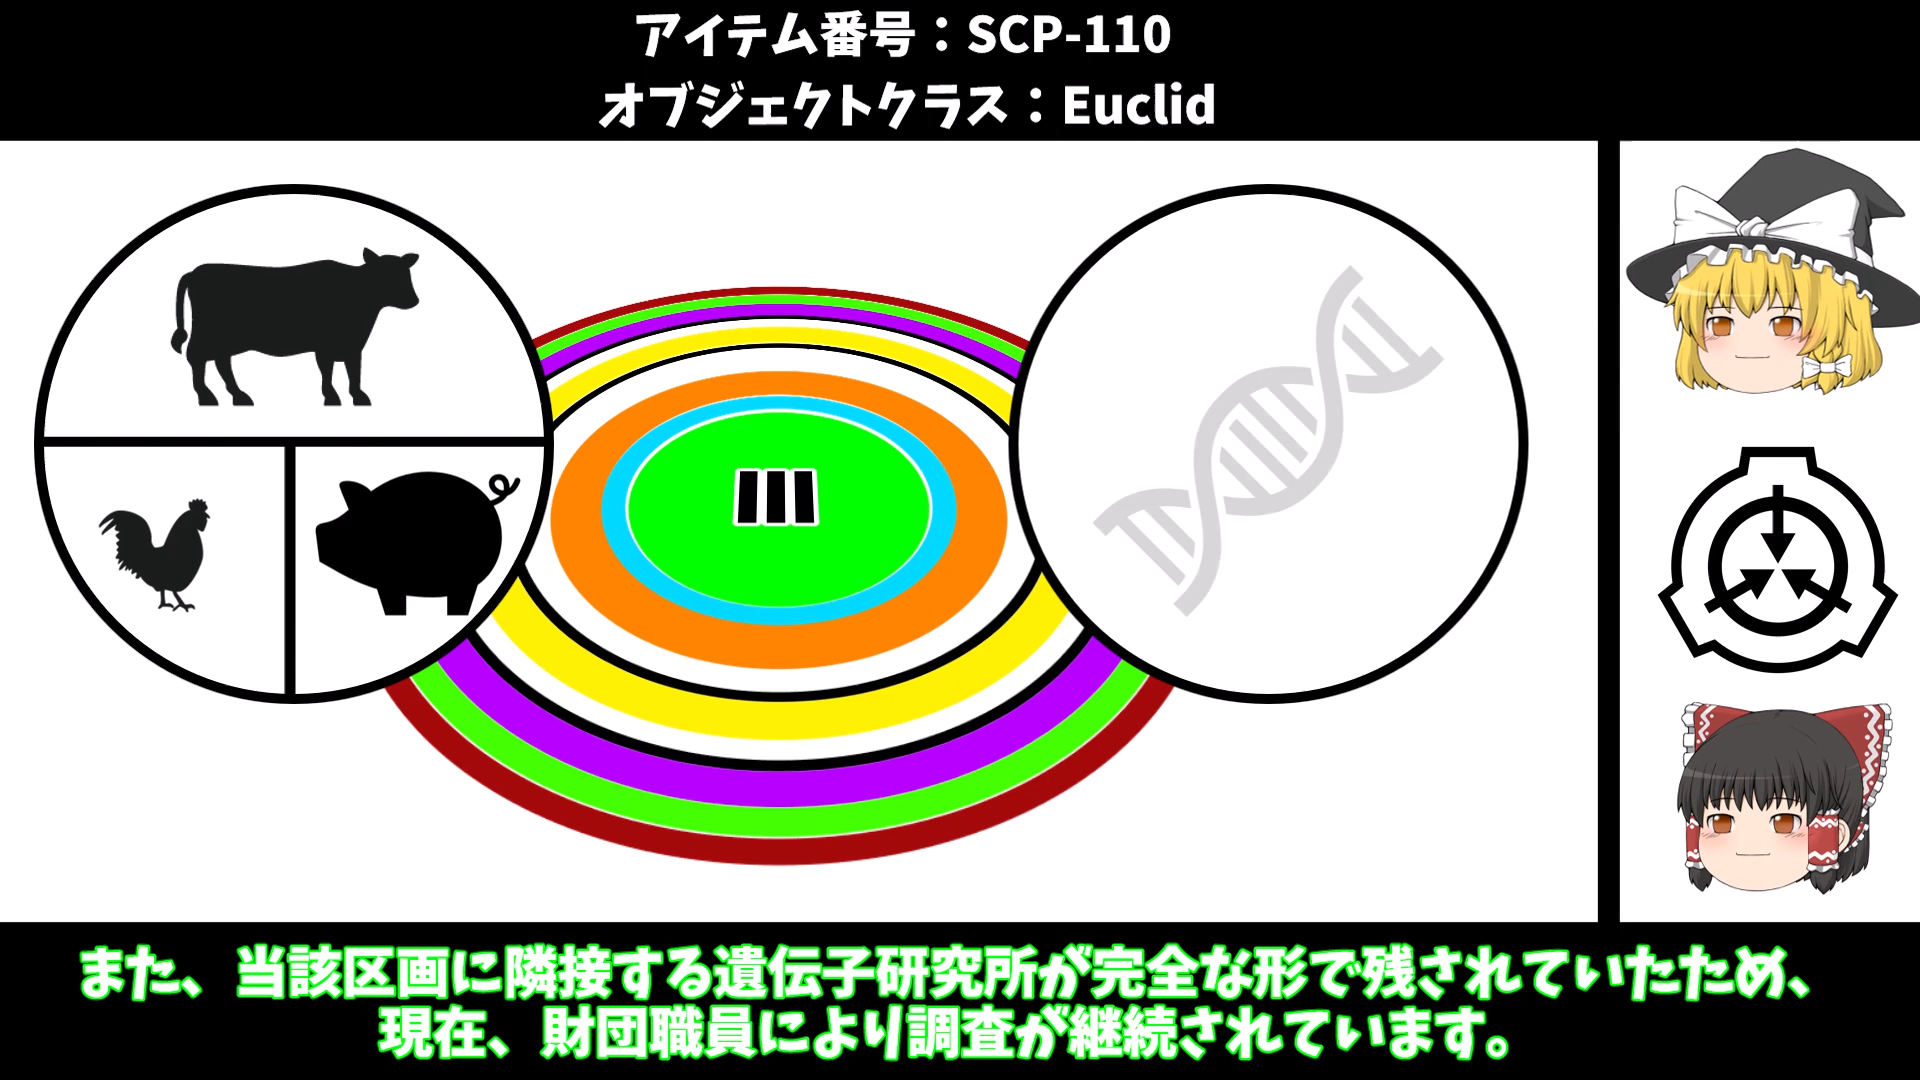 アイテム番号：SCP-110
オブジェクトクラス：Euclid
III
また、当該区画に隣接する遺伝子研究所が完全な形で残されていたため、
現在、財団職員により調査が継続されています。